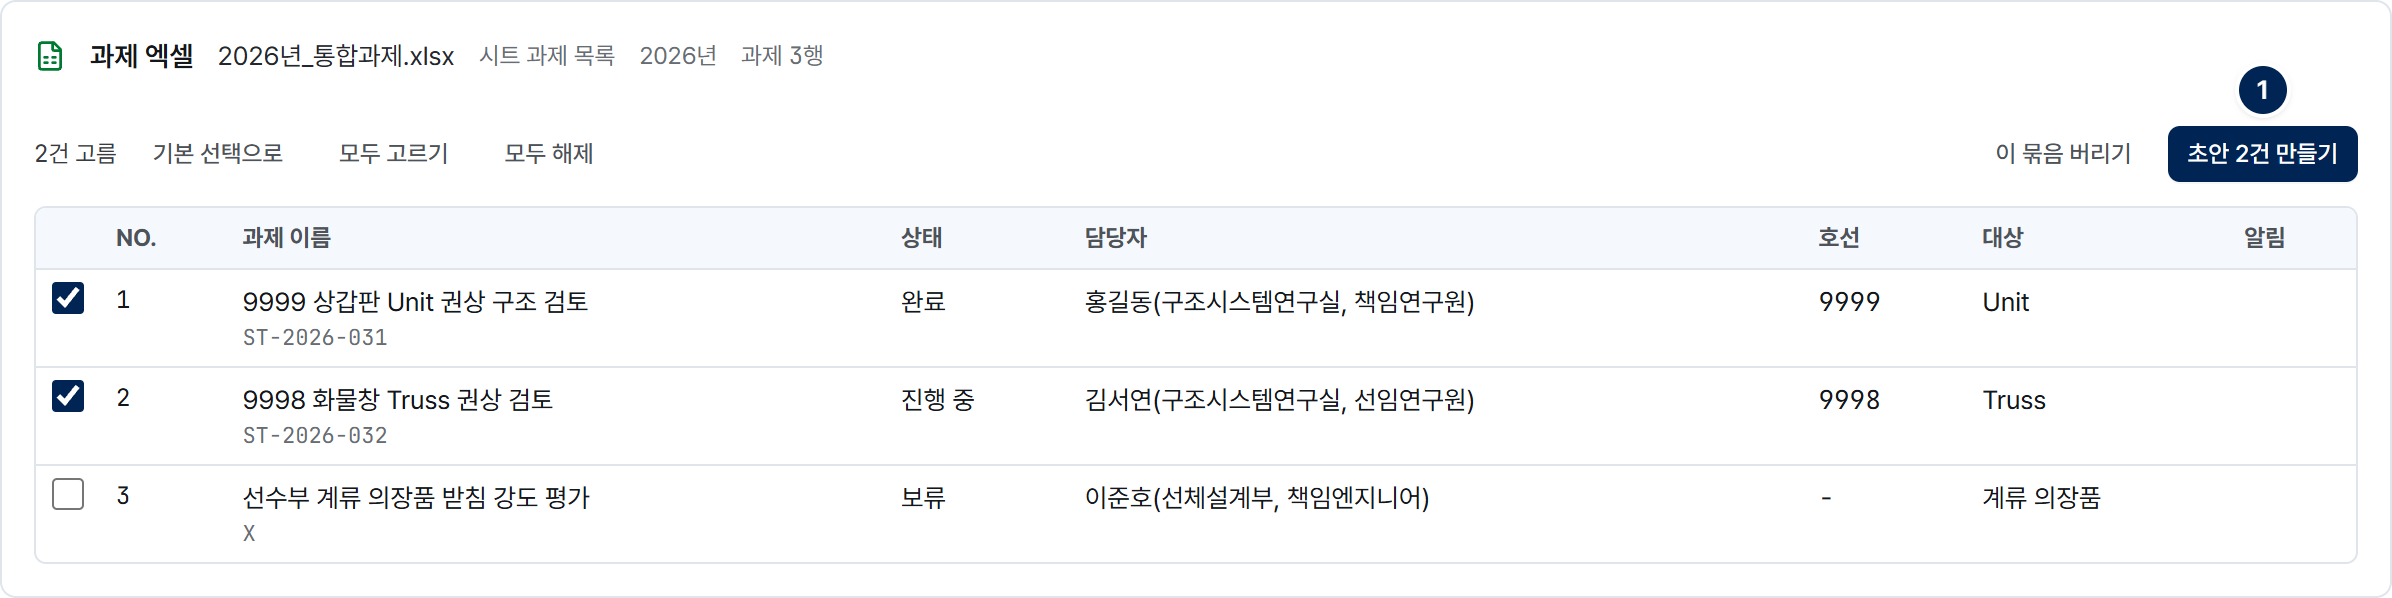 과제 엑셀 2026년_통합과제.xlsx 시트 과제 목록 2026년 과제 3행
1
2건 고름 기본 선택으로 모두 고르기 모두 해제 이 묶음 버리기 초안 2건 만들기
NO. 과제 이름 상태 담당자 호선 대상 알림
1 9999 상갑판 Unit 권상 구조 검토 완료 홍길동(구조시스템연구실, 책임연구원) 9999 Unit
ST-2026-031
2 9998 화물창 Truss 권상 검토 진행 중 김서연(구조시스템연구실, 선임연구원) 9998 Truss
ST-2026-032
3 선수부 계류 의장품 받침 강도 평가 보류 이준호(선체설계부, 책임엔지니어) - 계류 의장품
X